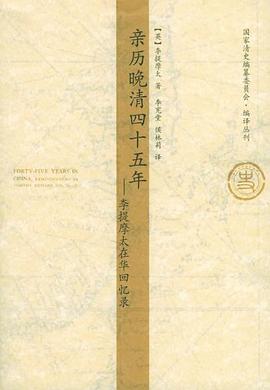 国家清史编纂委员会·编译丛刊
[英] 李提摩太 著 李宪堂 侯林莉 译
亲历晚清四十五年
——李提摩太在华回忆录
FORTY-FIVE YEARS IN
CHINA,